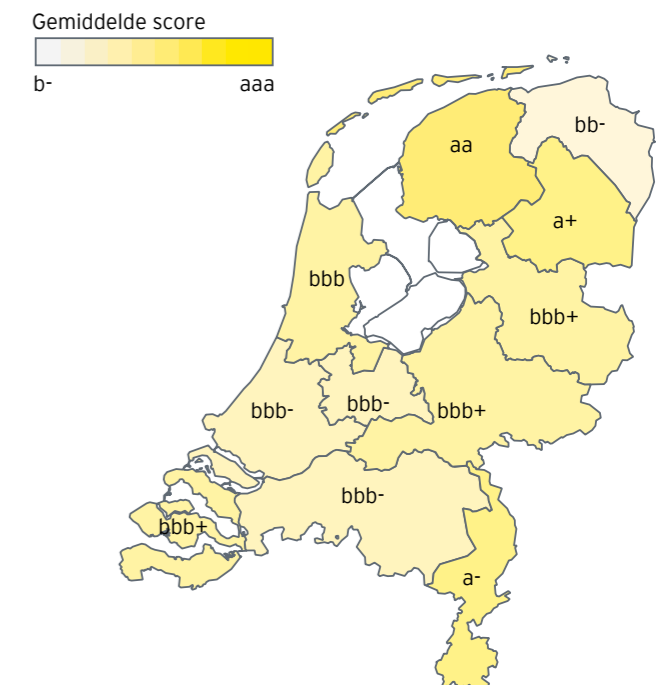 Gemiddelde score
b- aaa
bb-
aa
a+
bbb
bbb+
bbb- bbb- bbb+
bbb-
bbb+
a-